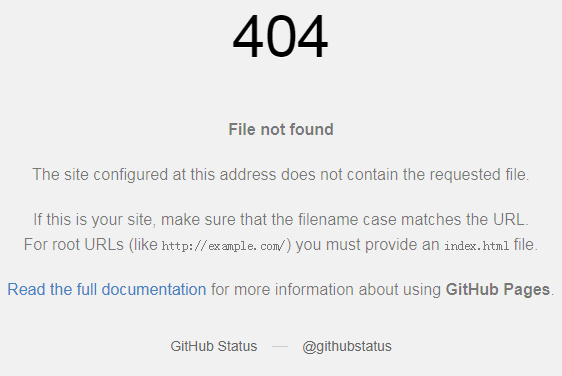 404
File not found
The site configured at this address does not contain the requested file.
If this is your site, make sure that the filename case matches the URL.
For root URLs (like http://example.com/) you must provide an index.html file.
Read the full documentation for more information about using GitHub Pages.
GitHub Status — @githubstatus